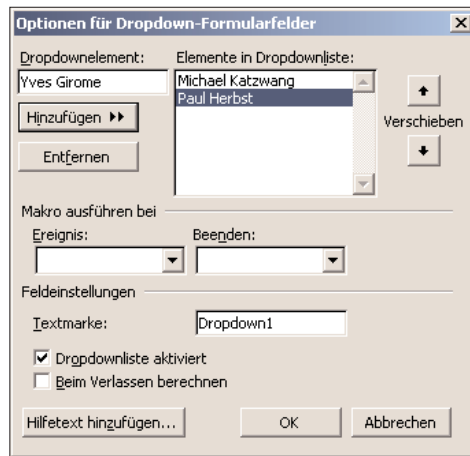 Optionen für Dropdown-Formularfelder
Dropdownelement:
Elemente in Dropdownliste:
Yves Girome
Michael Katzwang
Paul Herbst
Hinzufügen
Verschieben
Entfernen
Makro ausführen bei
Ereignis:
Beenden:
Feldeinstellungen
Textmarke:
Dropdown1
Dropdownliste aktiviert
Beim Verlassen berechnen
Hilfetext hinzufügen...
OK
Abbrechen